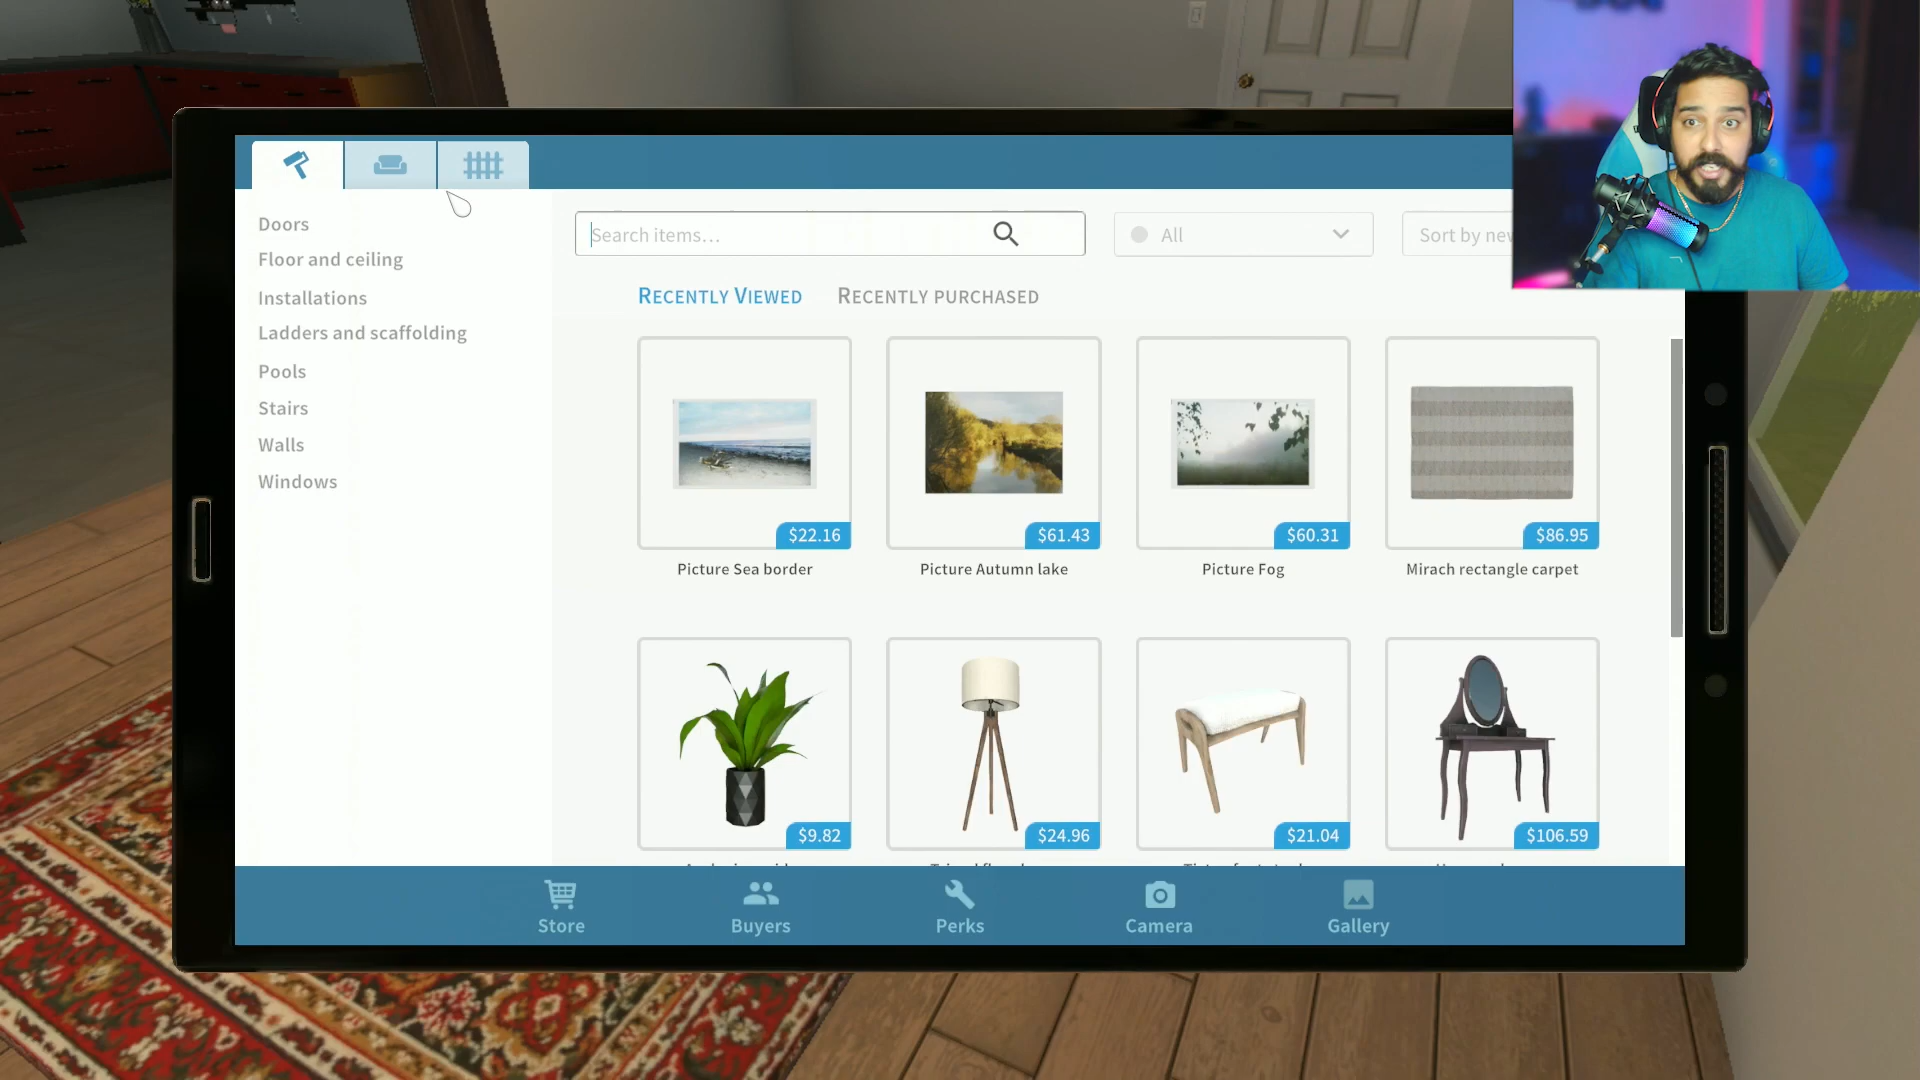 Doors
Floor and ceiling
Installations
Ladders and scaffolding
Pools
Stairs
Walls
Windows
Search items...
All
Sort by new
RECENTLY VIEWED
RECENTLY PURCHASED
$22.16
$61.43
$60.31
$86.95
Picture Sea border
Picture Autumn lake
Picture Fog
Mirach rectangle carpet
$9.82
$24.96
$21.04
$106.59
Store
Buyers
Perks
Camera
Gallery